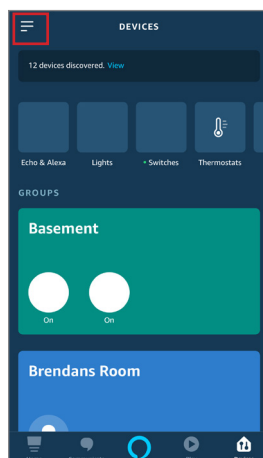 DEVICES
12 devices discovered. View
Echo & Alexa
Lights
• Switches
Thermostats
GROUPS
Basement
On
On
Brendans Room